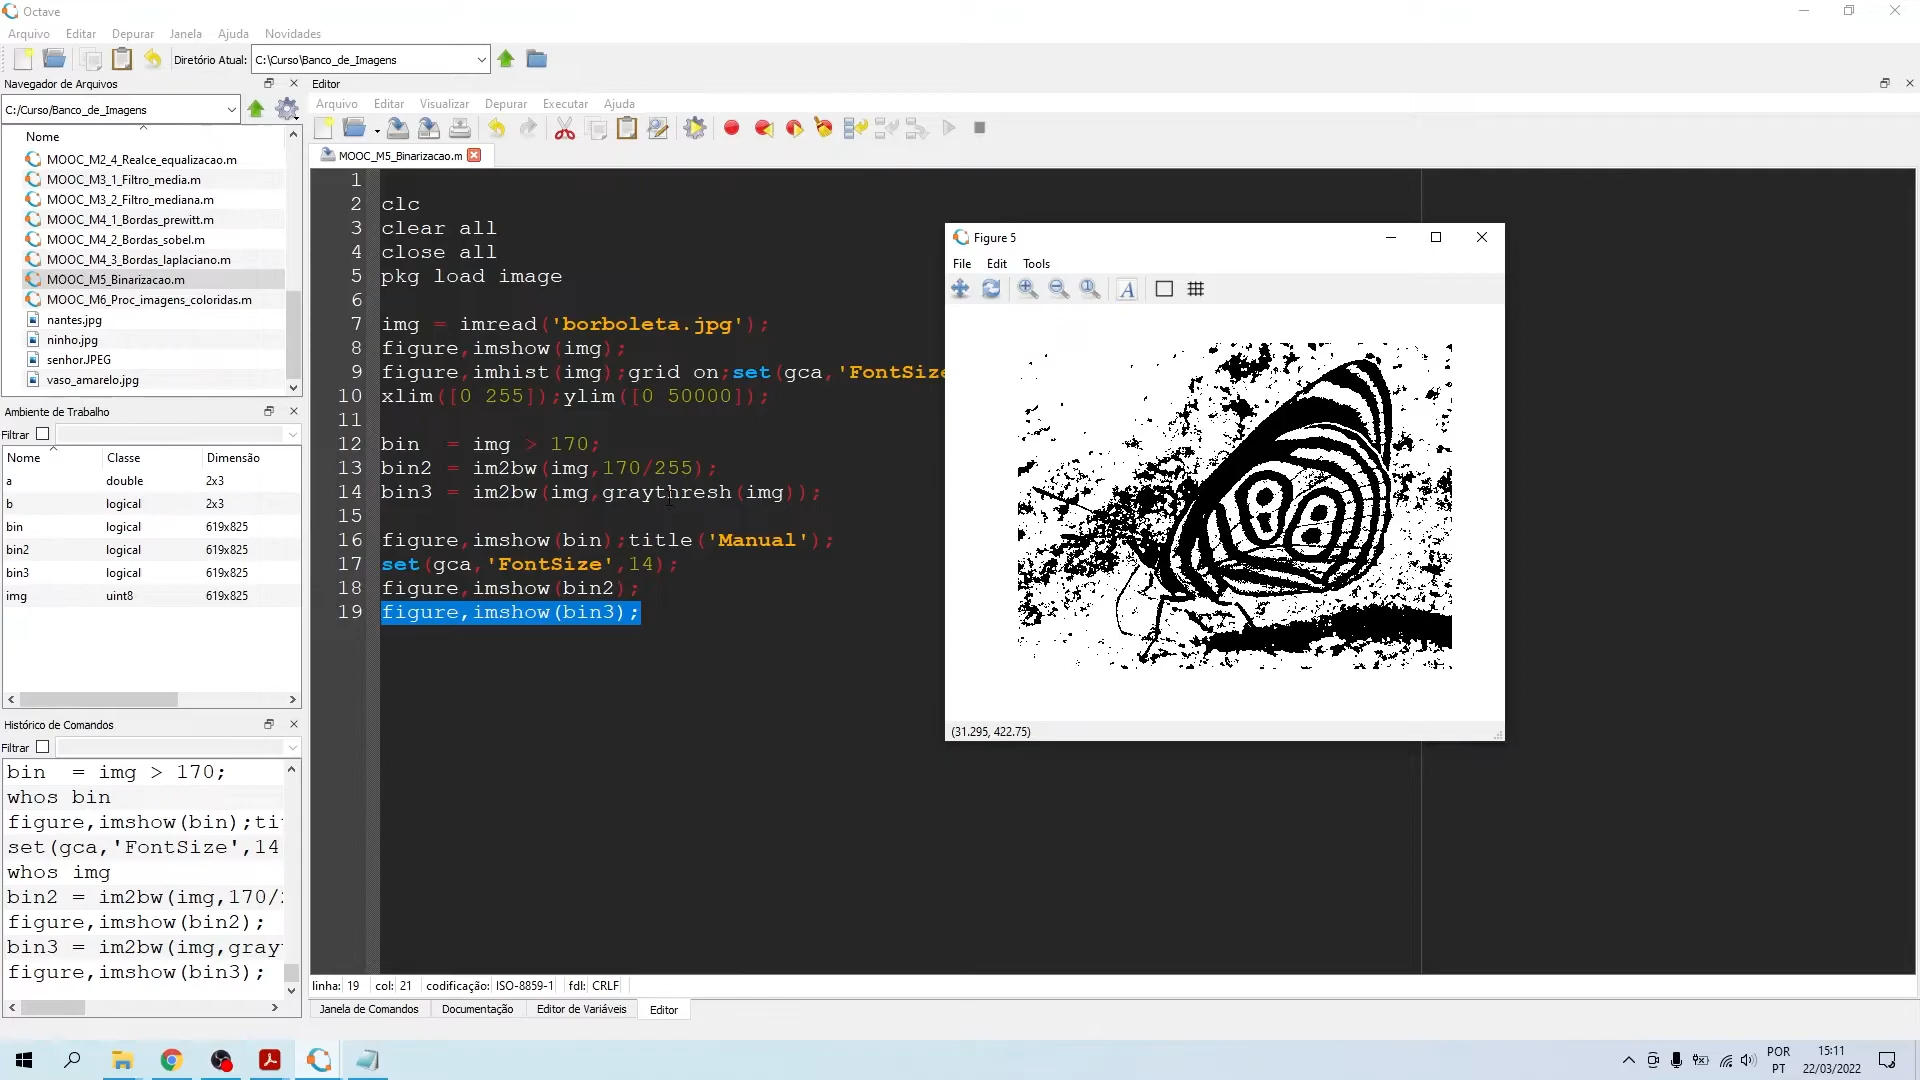 Octave
Arquivo Editar Depurar Janela Ajuda Novidades
Diretório Atual: C:\Curso\Banco_de_Imagens
Navegador de Arquivos
C:/Curso/Banco_de_Imagens
Nome
MOOC_M2_4_Realce_equalizacao.m
MOOC_M3_1_Filtro_media.m
MOOC_M3_2_Filtro_mediana.m
MOOC_M4_1_Bordas_prewitt.m
MOOC_M4_2_Bordas_sobel.m
MOOC_M4_3_Bordas_laplaciano.m
MOOC_M5_Binarizacao.m
MOOC_M6_Proc_imagens_coloridas.m
nantes.jpg
ninho.jpg
senhor.JPEG
vaso_amarelo.jpg
Ambiente de Trabalho
Filtrar
Nome Classe Dimensão
a double 2x3
b logical 2x3
bin logical 619x825
bin2 logical 619x825
bin3 logical 619x825
img uint8 619x825
Histórico de Comandos
Filtrar
bin  = img > 170;
whos bin
figure,imshow(bin);ti
set(gca,'FontSize',14
whos img
bin2 = im2bw(img,170/
figure,imshow(bin2);
bin3 = im2bw(img,gray
figure,imshow(bin3);
Editor
Arquivo Editar Visualizar Depurar Executar Ajuda
MOOC_M5_Binarizacao.m
1
2 clc
3 clear all
4 close all
5 pkg load image
6
7 img = imread('borboleta.jpg');
8 figure,imshow(img);
9 figure,imhist(img);grid on;set(gca,'FontSize
10 xlim([0 255]);ylim([0 50000]);
11
12 bin  = img > 170;
13 bin2 = im2bw(img,170/255);
14 bin3 = im2bw(img,graythresh(img));
15
16 figure,imshow(bin);title('Manual');
17 set(gca,'FontSize',14);
18 figure,imshow(bin2);
19 figure,imshow(bin3);
Figure 5
File Edit Tools
A
(31.295, 422.75)
linha: 19 col: 21 codificação: ISO-8859-1 fdl: CRLF
Janela de Comandos Documentação Editor de Variáveis Editor
POR
PT
15:11
22/03/2022